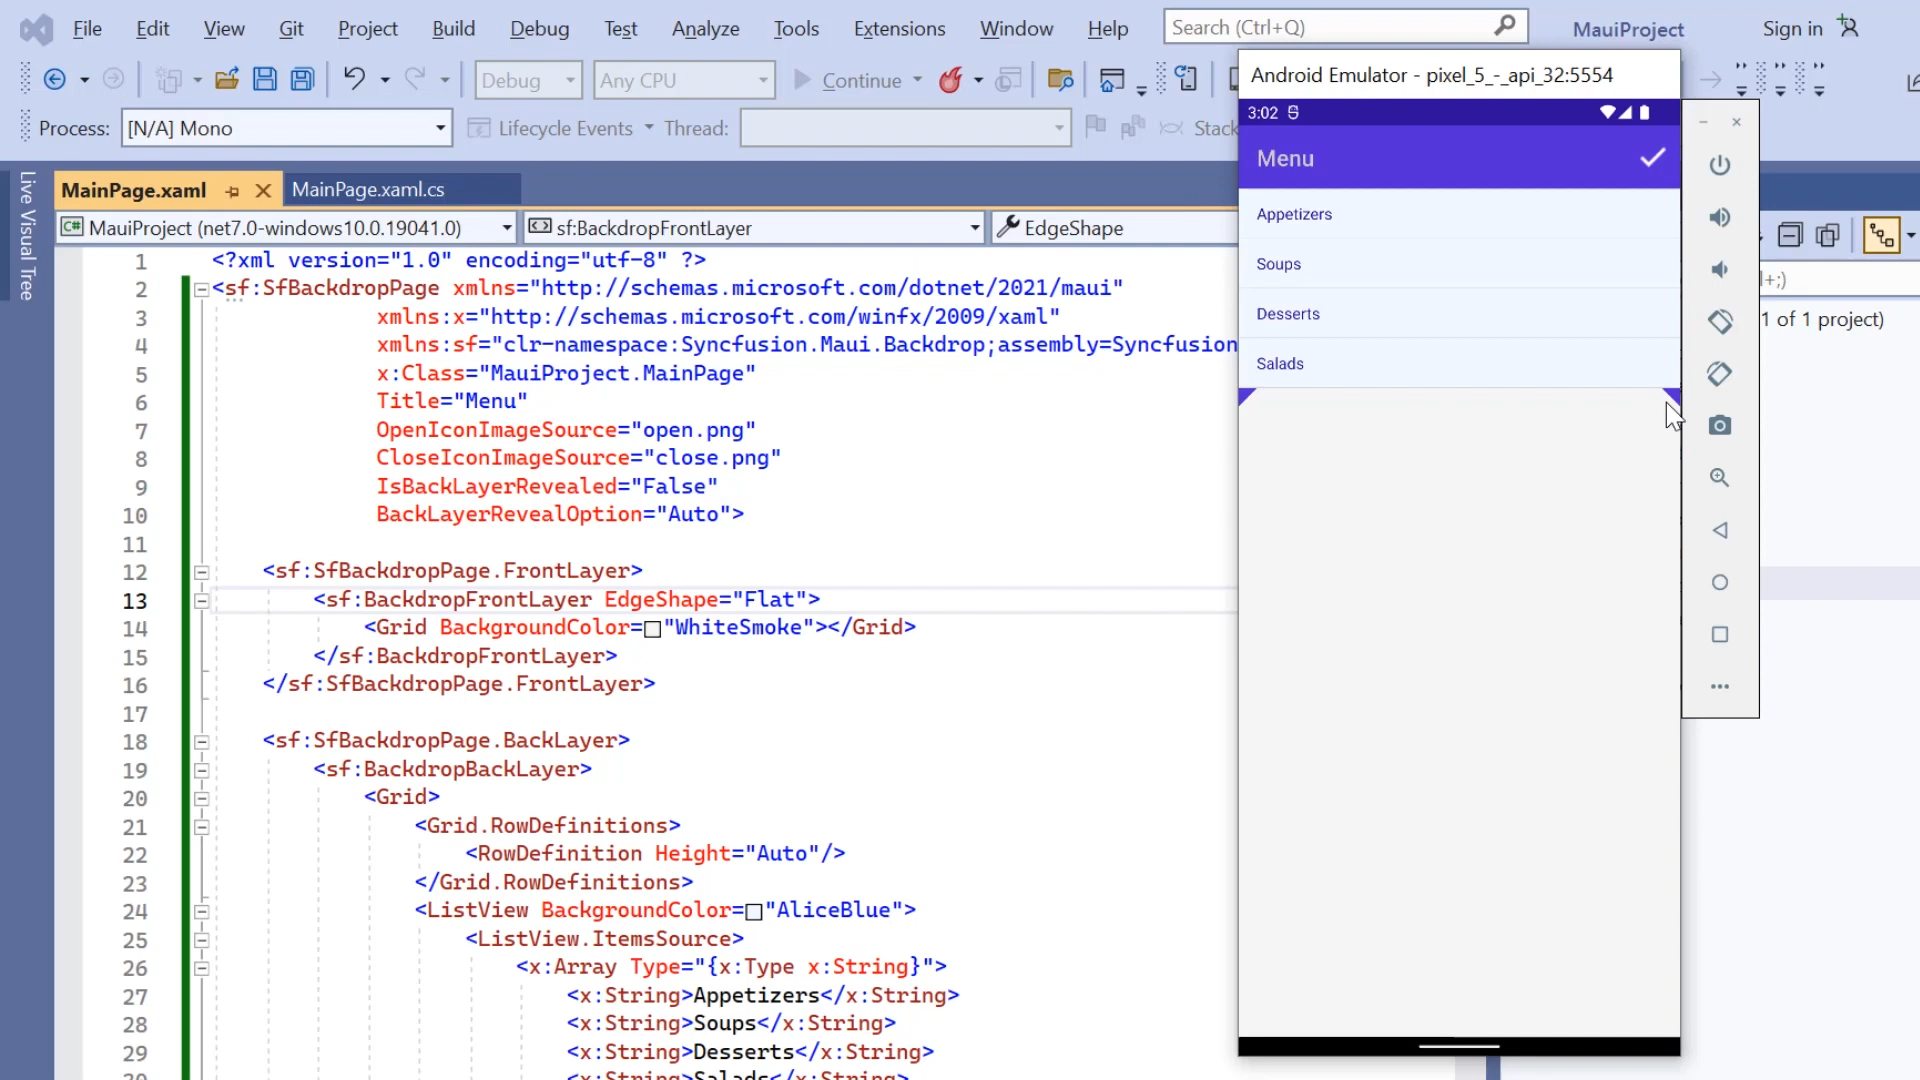 File Edit View Git Project Build Debug Test Analyze Tools Extensions Window Help Search (Ctrl+Q) MauiProject Sign in
Debug Any CPU Continue
Process: [N/A] Mono Lifecycle Events Thread: Stack
Live Visual Tree
MainPage.xaml MainPage.xaml.cs
MauiProject (net7.0-windows10.0.19041.0) sf:BackdropFrontLayer EdgeShape
1 <?xml version="1.0" encoding="utf-8" ?>
2 <sf:SfBackdropPage xmlns="http://schemas.microsoft.com/dotnet/2021/maui"
3 xmlns:x="http://schemas.microsoft.com/winfx/2009/xaml"
4 xmlns:sf="clr-namespace:Syncfusion.Maui.Backdrop;assembly=Syncfusion
5 x:Class="MauiProject.MainPage"
6 Title="Menu"
7 OpenIconImageSource="open.png"
8 CloseIconImageSource="close.png"
9 IsBackLayerRevealed="False"
10 BackLayerRevealOption="Auto">
11
12 <sf:SfBackdropPage.FrontLayer>
13 <sf:BackdropFrontLayer EdgeShape="Flat">
14 <Grid BackgroundColor="WhiteSmoke"></Grid>
15 </sf:BackdropFrontLayer>
16 </sf:SfBackdropPage.FrontLayer>
17
18 <sf:SfBackdropPage.BackLayer>
19 <sf:BackdropBackLayer>
20 <Grid>
21 <Grid.RowDefinitions>
22 <RowDefinition Height="Auto"/>
23 </Grid.RowDefinitions>
24 <ListView BackgroundColor="AliceBlue">
25 <ListView.ItemsSource>
26 <x:Array Type="{x:Type x:String}">
27 <x:String>Appetizers</x:String>
28 <x:String>Soups</x:String>
29 <x:String>Desserts</x:String>
30 <x:String>Salads</x:String>
Android Emulator - pixel_5_-_api_32:5554
3:02
Menu
Appetizers
Soups
Desserts
Salads
+;)
1 of 1 project)